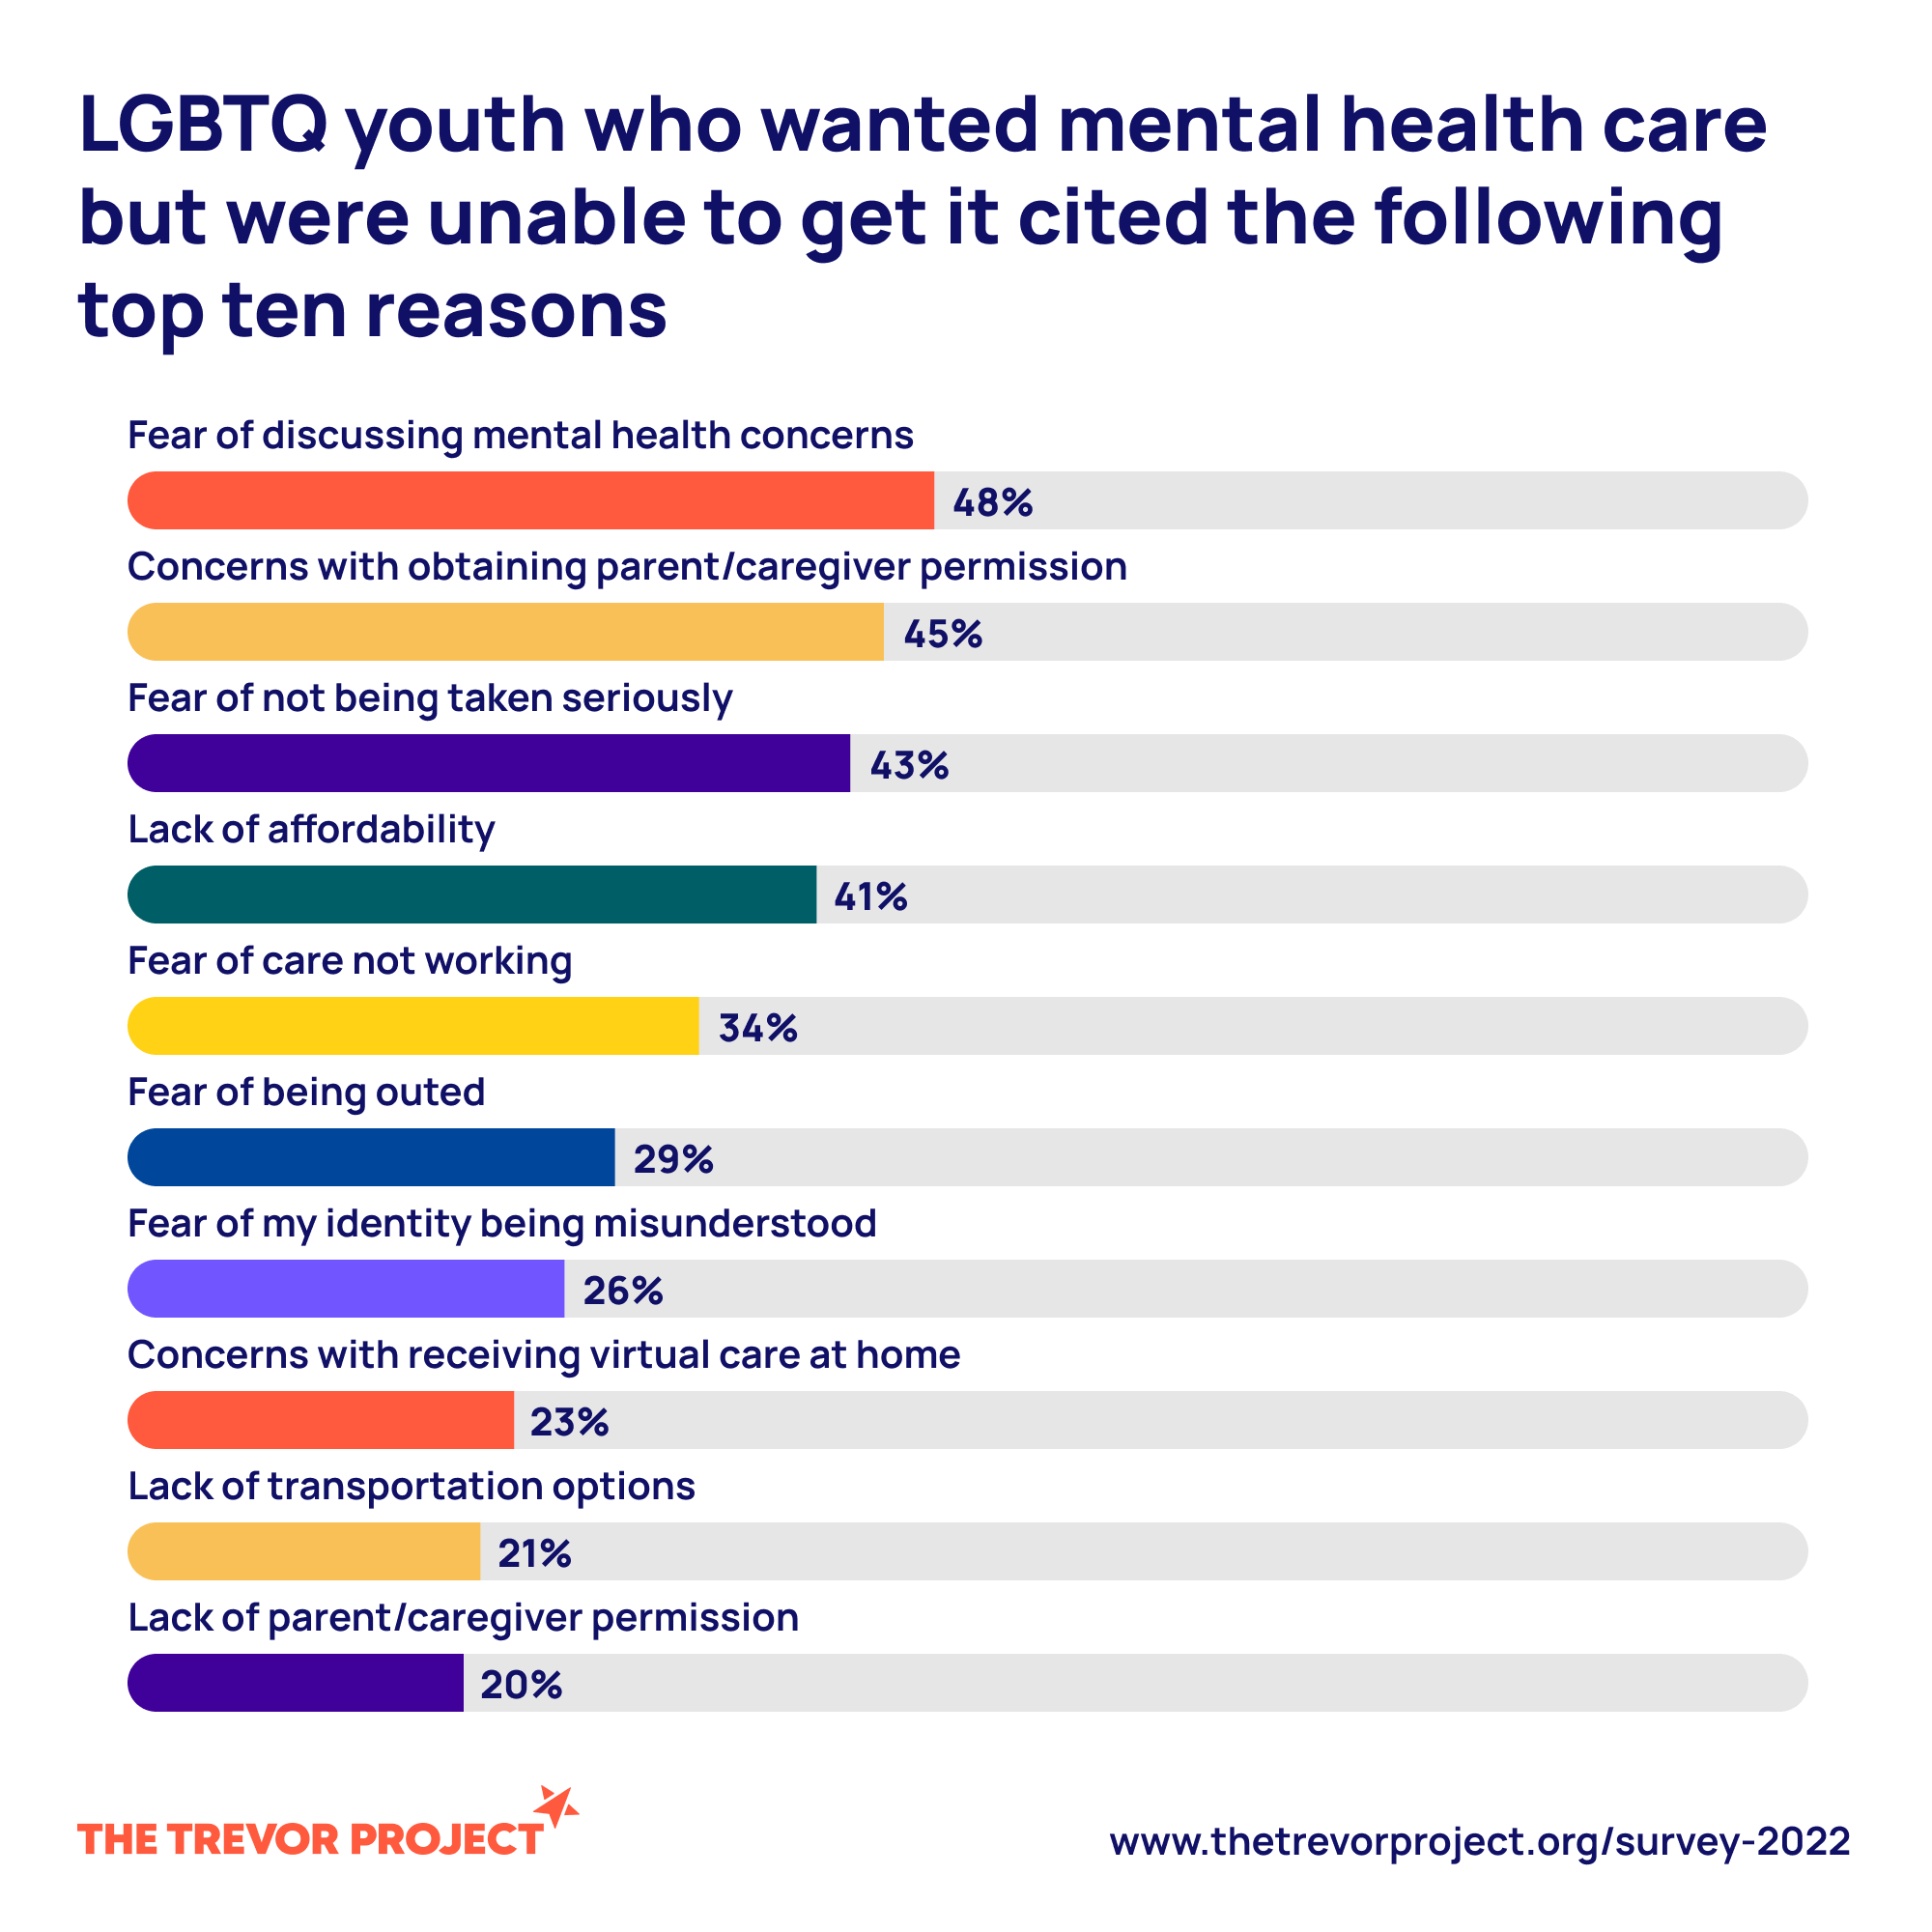 LGBTQ youth who wanted mental health care
but were unable to get it cited the following
top ten reasons
Fear of discussing mental health concerns
48%
Concerns with obtaining parent/caregiver permission
45%
Fear of not being taken seriously
43%
Lack of affordability
41%
Fear of care not working
34%
Fear of being outed
29%
Fear of my identity being misunderstood
26%
Concerns with receiving virtual care at home
23%
Lack of transportation options
21%
Lack of parent/caregiver permission
20%
THE TREVOR PROJECT
www.thetrevorproject.org/survey-2022